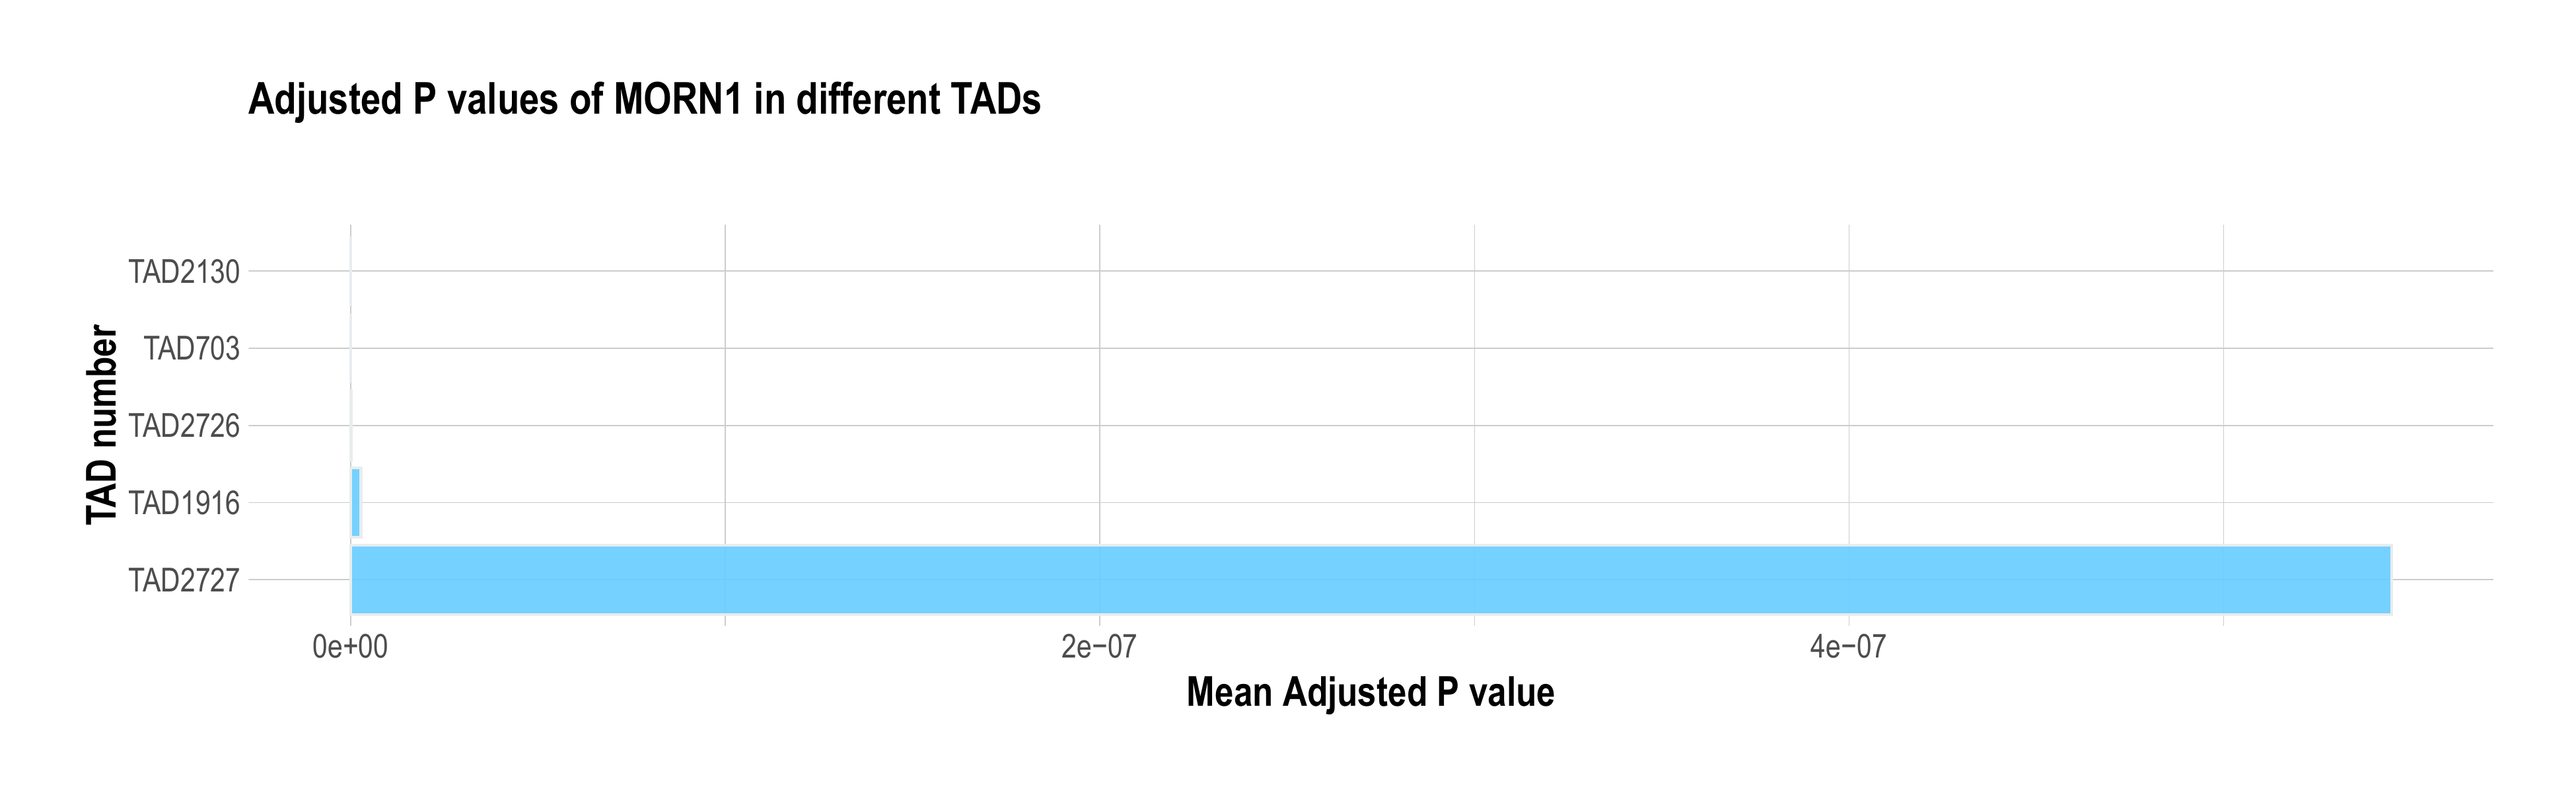 Adjusted P values of MORN1 in different TADs
TAD number
TAD2130
TAD703
TAD2726
TAD1916
TAD2727
0e+00 2e−07 4e−07
Mean Adjusted P value